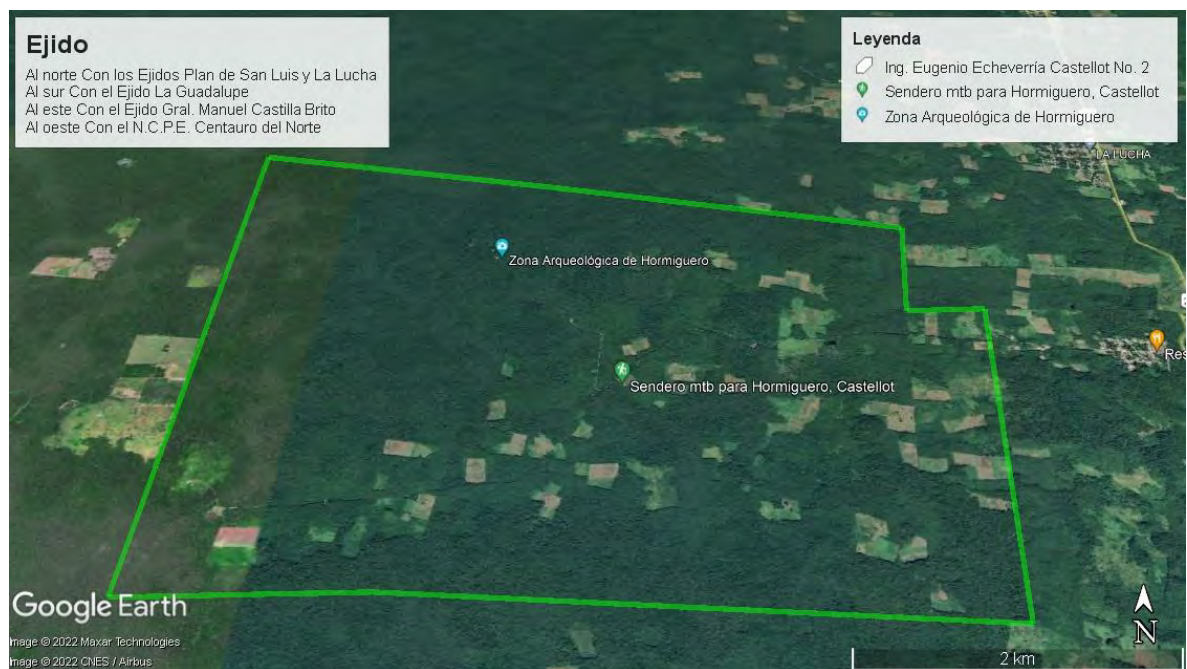 Ejido
Al norte Con los Ejidos Plan de San Luis y La Lucha
Al sur Con el Ejido La Guadalupe
Al este Con el Ejido Gral. Manuel Castilla Brito
Al oeste Con el N.C.P.E. Centauro del Norte
Leyenda
Ing. Eugenio Echeverría Castellot No. 2
Sendero mtb para Hormiguero, Castellot
Zona Arqueológica de Hormiguero
LA LUCHA
Zona Arqueológica de Hormiguero
Res
Sendero mtb para Hormiguero, Castellot
Google Earth
Image © 2022 Maxar Technologies
Image © 2022 CNES / Airbus
N
2 km